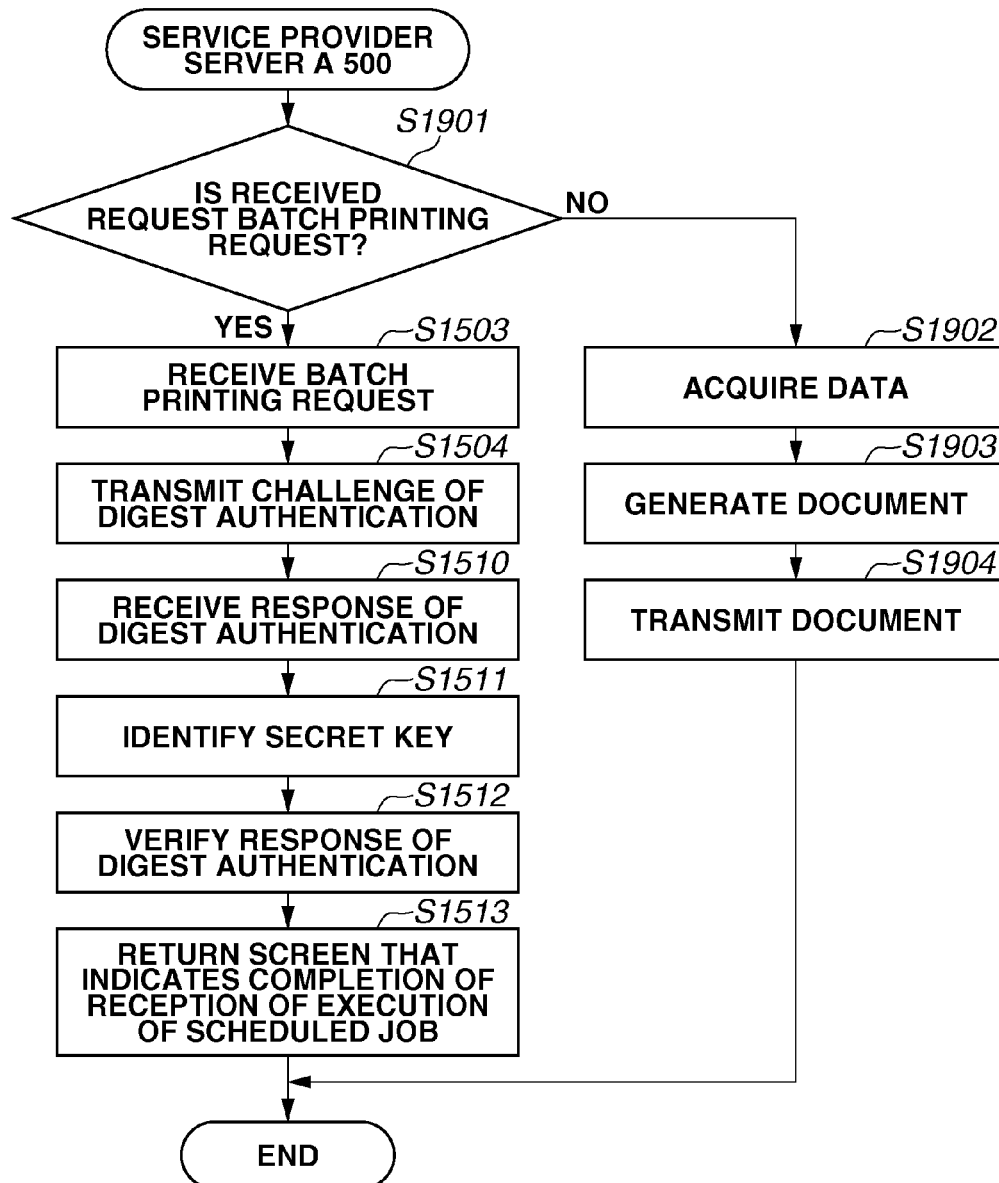 SERVICE PROVIDER
SERVER A 500
S1901
IS RECEIVED
REQUEST BATCH PRINTING
REQUEST?
NO
YES
S1503
RECEIVE BATCH
PRINTING REQUEST
S1504
TRANSMIT CHALLENGE OF
DIGEST AUTHENTICATION
S1510
RECEIVE RESPONSE OF
DIGEST AUTHENTICATION
S1511
IDENTIFY SECRET KEY
S1512
VERIFY RESPONSE OF
DIGEST AUTHENTICATION
S1513
RETURN SCREEN THAT
INDICATES COMPLETION OF
RECEPTION OF EXECUTION
OF SCHEDULED JOB
S1902
ACQUIRE DATA
S1903
GENERATE DOCUMENT
S1904
TRANSMIT DOCUMENT
END